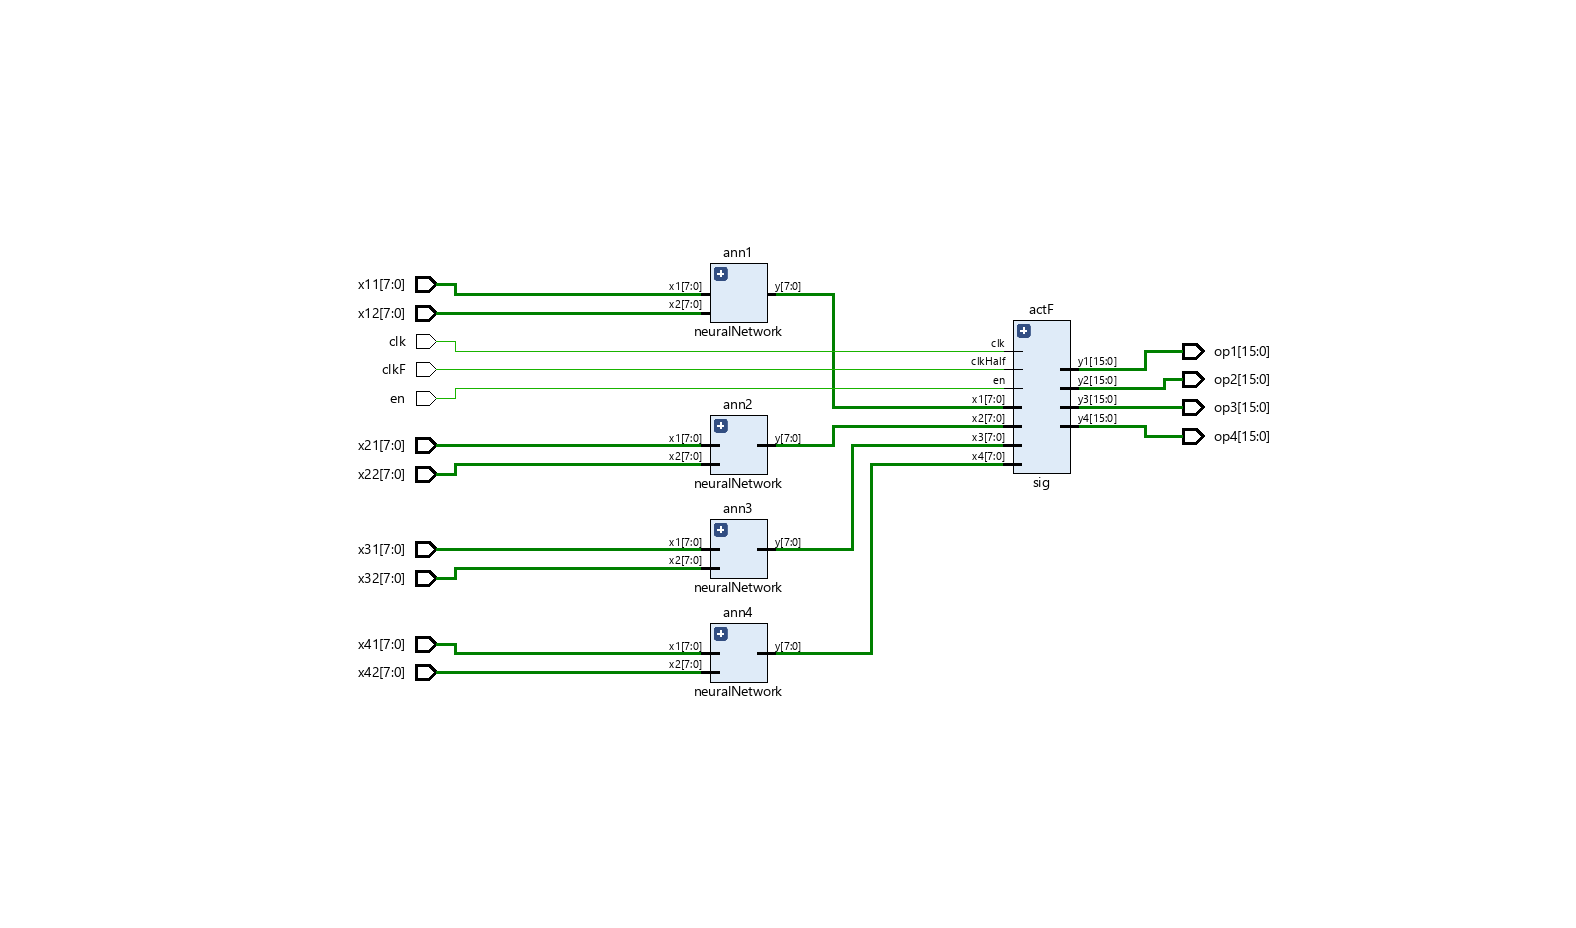 ann1
x11[7:0]
x1[7:0]
y[7:0]
x12[7:0]
x2[7:0]
neuralNetwork
clk
clkF
en
actF
clk
clkHalf
en
x1[7:0]
x2[7:0]
x3[7:0]
x4[7:0]
y1[15:0]
y2[15:0]
y3[15:0]
y4[15:0]
sig
op1[15:0]
op2[15:0]
op3[15:0]
op4[15:0]
ann2
x21[7:0]
x1[7:0]
y[7:0]
x22[7:0]
x2[7:0]
neuralNetwork
ann3
x31[7:0]
x1[7:0]
y[7:0]
x32[7:0]
x2[7:0]
neuralNetwork
ann4
x41[7:0]
x1[7:0]
y[7:0]
x42[7:0]
x2[7:0]
neuralNetwork